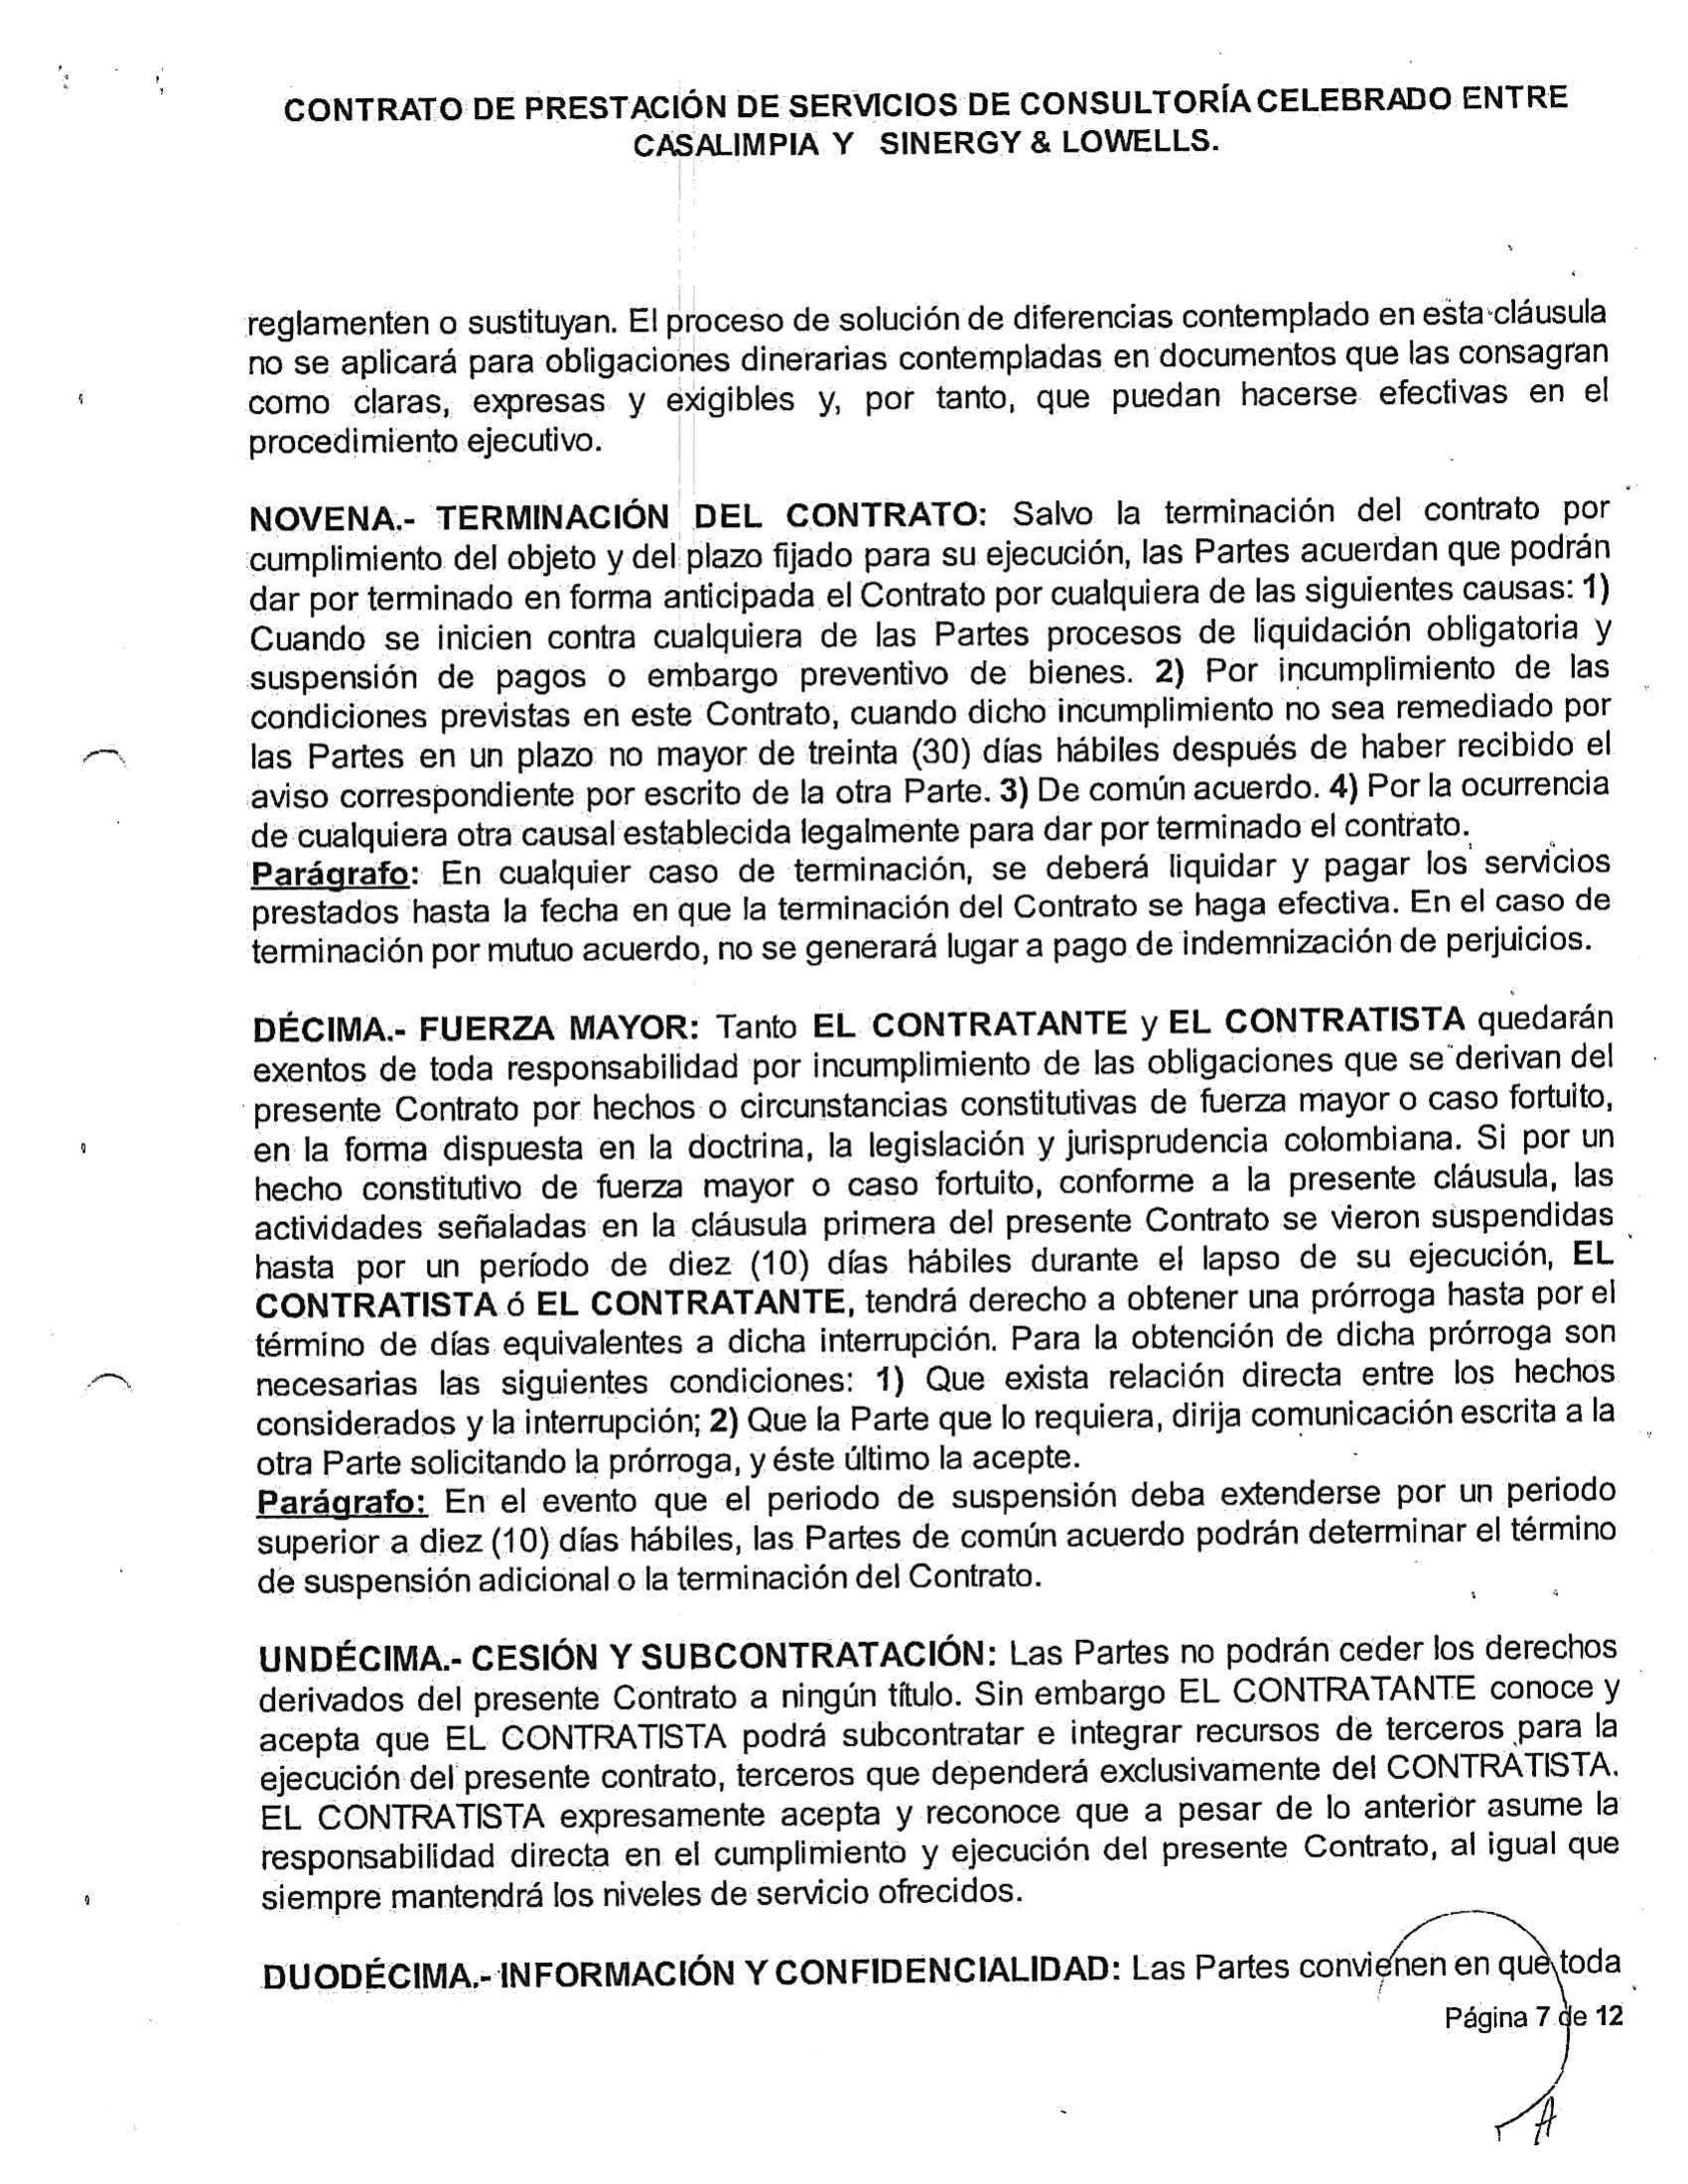 CONTRATO DE PRESTACIÓN DE SERVICIOS DE CONSULTORÍA CELEBRADO ENTRE
CASALIMPIA Y SINERGY & LOWELLS.
reglamenten o sustituyan. El proceso de solución de diferencias contemplado en esta cláusula
no se aplicará para obligaciones dinerarias contempladas en documentos que las consagran
como claras, expresas y exigibles y, por tanto, que puedan hacerse efectivas en el
procedimiento ejecutivo.
NOVENA.- TERMINACIÓN DEL CONTRATO: Salvo la terminación del contrato por
cumplimiento del objeto y del plazo fijado para su ejecución, las Partes acuerdan que podrán
dar por terminado en forma anticipada el Contrato por cualquiera de las siguientes causas: 1)
Cuando se inicien contra cualquiera de las Partes procesos de liquidación obligatoria y
suspensión de pagos o embargo preventivo de bienes. 2) Por incumplimiento de las
condiciones previstas en este Contrato, cuando dicho incumplimiento no sea remediado por
las Partes en un plazo no mayor de treinta (30) días hábiles después de haber recibido el
aviso correspondiente por escrito de la otra Parte. 3) De común acuerdo. 4) Por la ocurrencia
de cualquiera otra causal establecida legalmente para dar por terminado el contrato.
Parágrafo: En cualquier caso de terminación, se deberá liquidar y pagar los servicios
prestados hasta la fecha en que la terminación del Contrato se haga efectiva. En el caso de
terminación por mutuo acuerdo, no se generará lugar a pago de indemnización de perjuicios.
DÉCIMA.- FUERZA MAYOR: Tanto EL CONTRATANTE y EL CONTRATISTA quedarán
exentos de toda responsabilidad por incumplimiento de las obligaciones que se derivan del
presente Contrato por hechos o circunstancias constitutivas de fuerza mayor o caso fortuito,
en la forma dispuesta en la doctrina, la legislación y jurisprudencia colombiana. Si por un
hecho constitutivo de fuerza mayor o caso fortuito, conforme a la presente cláusula, las
actividades señaladas en la cláusula primera del presente Contrato se vieron suspendidas
hasta por un período de diez (10) días hábiles durante el lapso de su ejecución, EL
CONTRATISTA ó EL CONTRATANTE, tendrá derecho a obtener una prórroga hasta por el
término de días equivalentes a dicha interrupción. Para la obtención de dicha prórroga son
necesarias las siguientes condiciones: 1) Que exista relación directa entre los hechos
considerados y la interrupción; 2) Que la Parte que lo requiera, dirija comunicación escrita a la
otra Parte solicitando la prórroga, y éste último la acepte.
Parágrafo: En el evento que el periodo de suspensión deba extenderse por un periodo
superior a diez (10) días hábiles, las Partes de común acuerdo podrán determinar el término
de suspensión adicional o la terminación del Contrato.
UNDÉCIMA.- CESIÓN Y SUBCONTRATACIÓN: Las Partes no podrán ceder los derechos
derivados del presente Contrato a ningún título. Sin embargo EL CONTRATANTE conoce y
acepta que EL CONTRATISTA podrá subcontratar e integrar recursos de terceros para la
ejecución del presente contrato, terceros que dependerá exclusivamente del CONTRATISTA.
EL CONTRATISTA expresamente acepta y reconoce que a pesar de lo anterior asume la
responsabilidad directa en el cumplimiento y ejecución del presente Contrato, al igual que
siempre mantendrá los niveles de servicio ofrecidos.
DUODÉCIMA.- INFORMACIÓN Y CONFIDENCIALIDAD: Las Partes convienen en que toda
Página 7 de 12